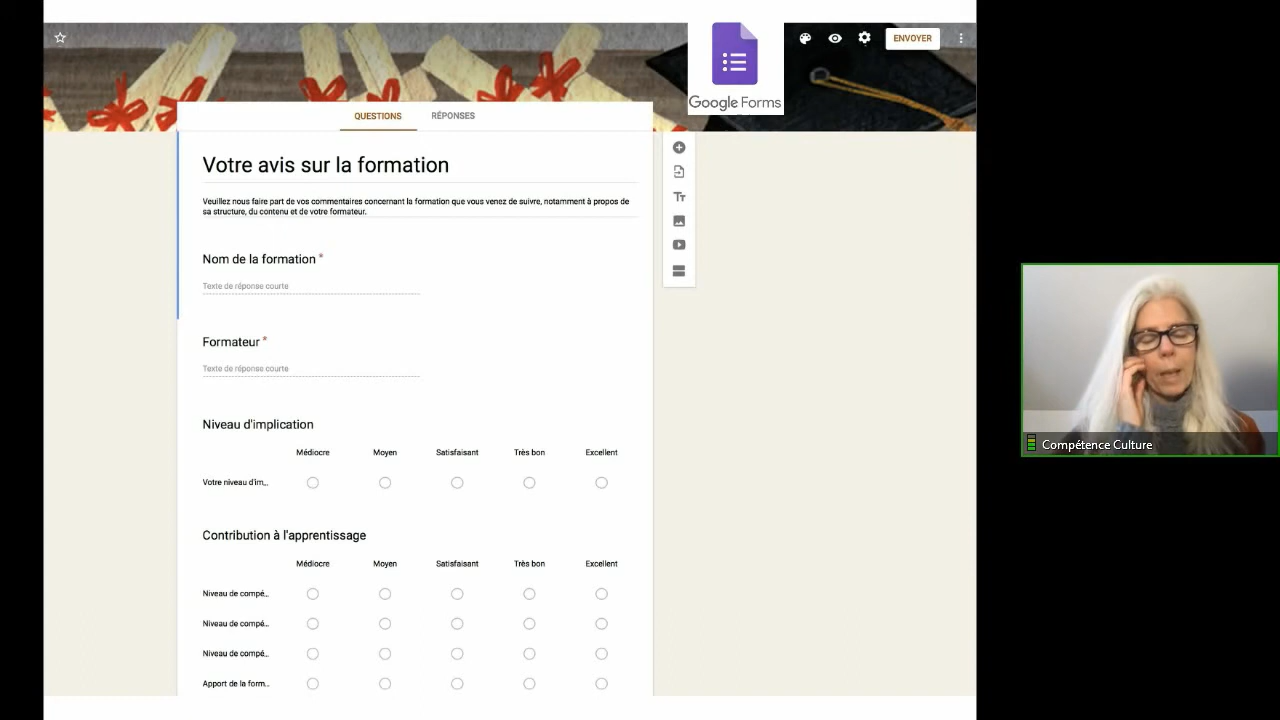 ENVOYER
Google Forms
QUESTIONS RÉPONSES
Votre avis sur la formation
Veuillez nous faire part de vos commentaires concernant la formation que vous venez de suivre, notamment à propos de
sa structure, du contenu et de votre formateur.
Nom de la formation *
Texte de réponse courte
Formateur *
Texte de réponse courte
Niveau d'implication
Médiocre Moyen Satisfaisant Très bon Excellent
Votre niveau d'im...
Contribution à l'apprentissage
Médiocre Moyen Satisfaisant Très bon Excellent
Niveau de compé...
Niveau de compé...
Niveau de compé...
Apport de la form...
Tт
Compétence Culture